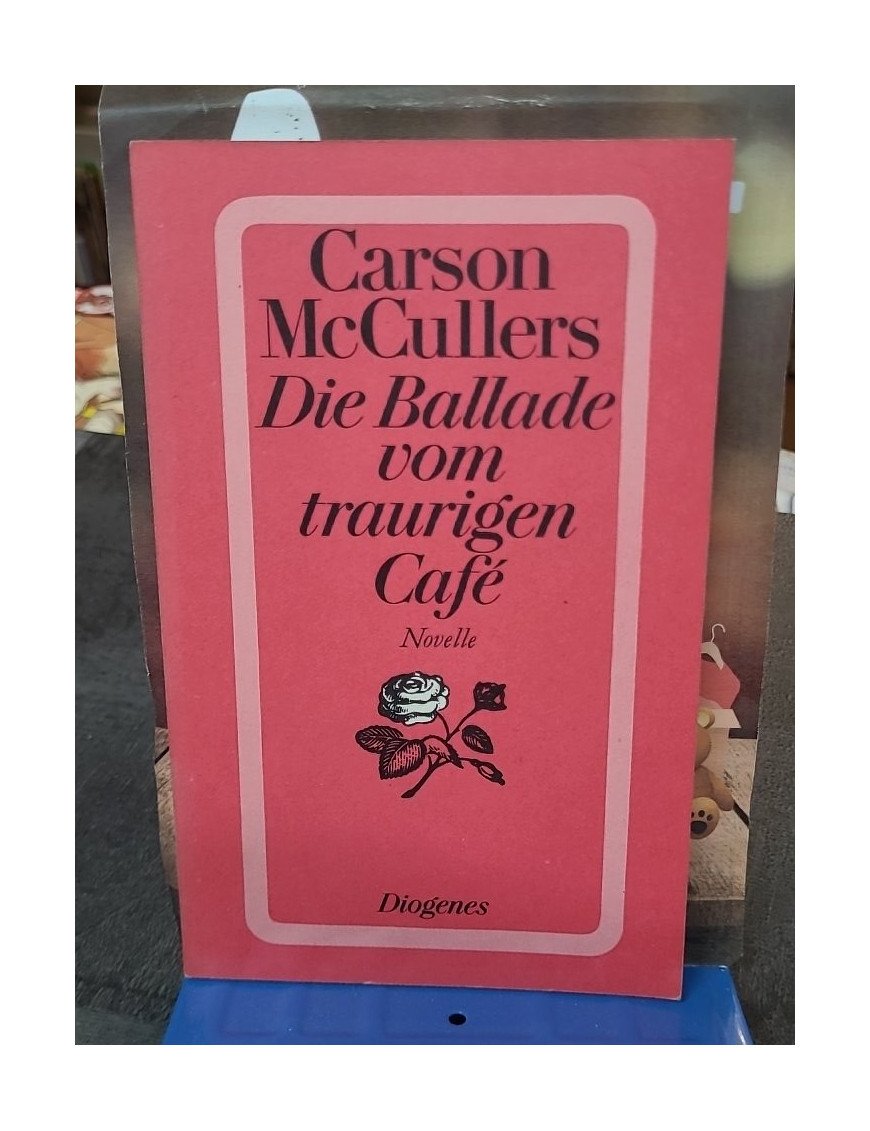 Carson
McCullers
Die Ballade
vom
traurigen
Café
Novelle
Diogenes